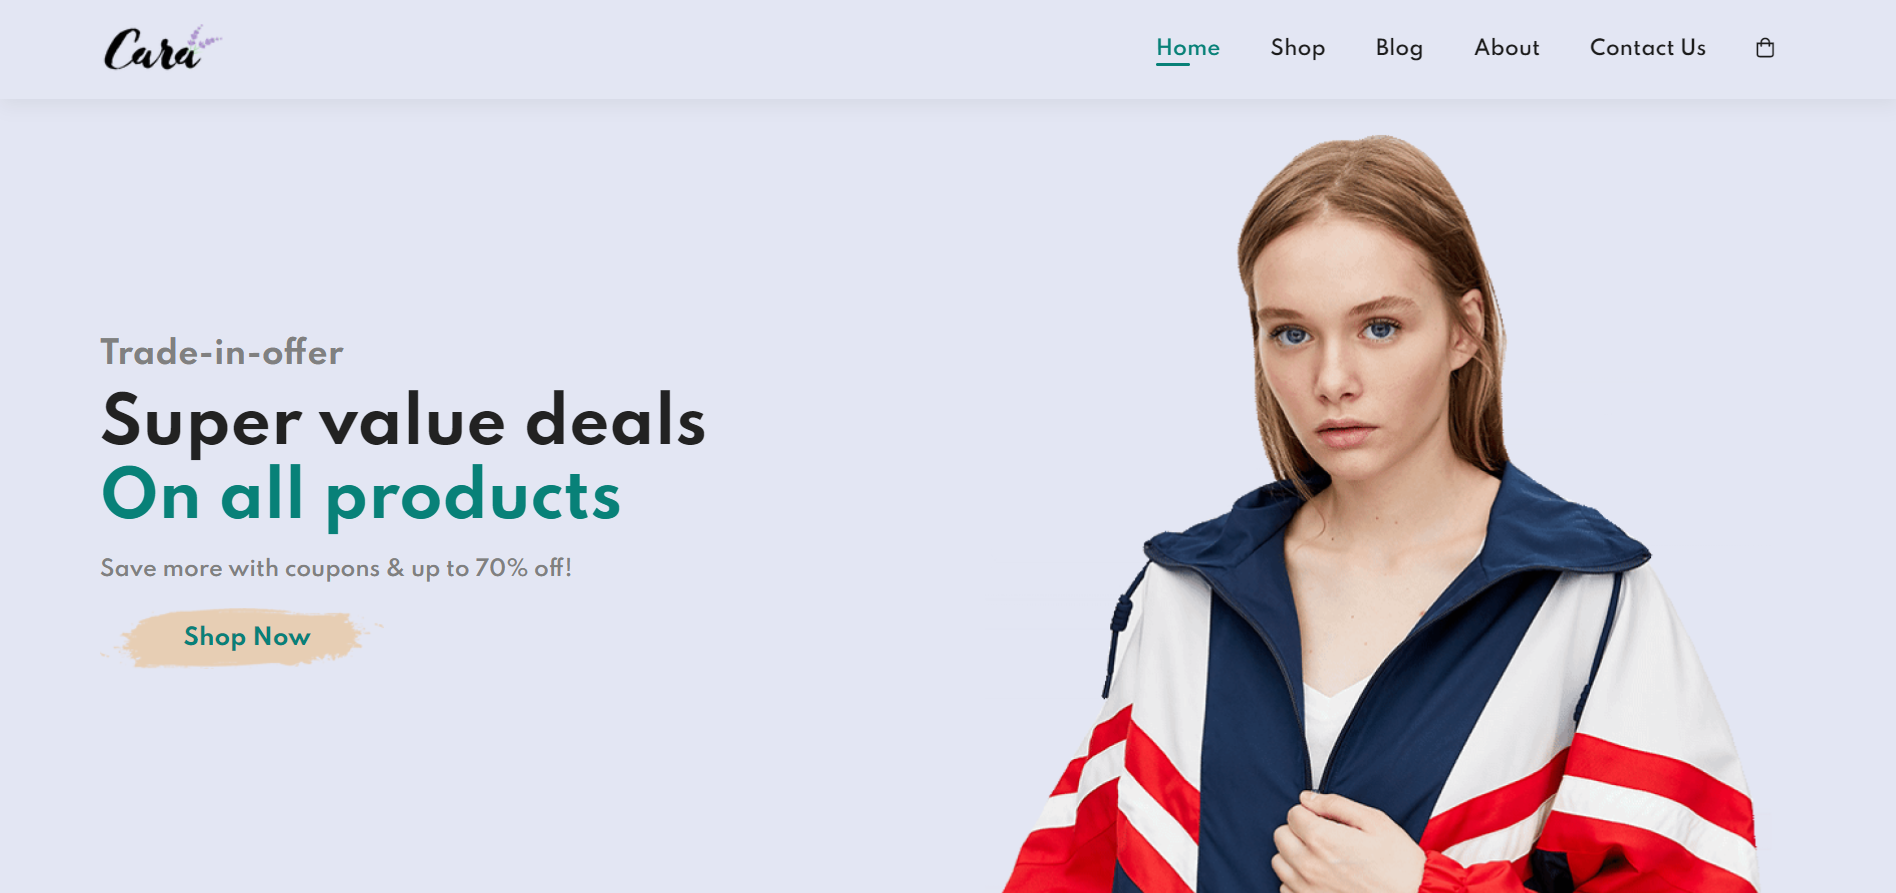 Cara
Home Shop Blog About Contact Us
Trade-in-offer
Super value deals
On all products
Save more with coupons & up to 70% off!
Shop Now